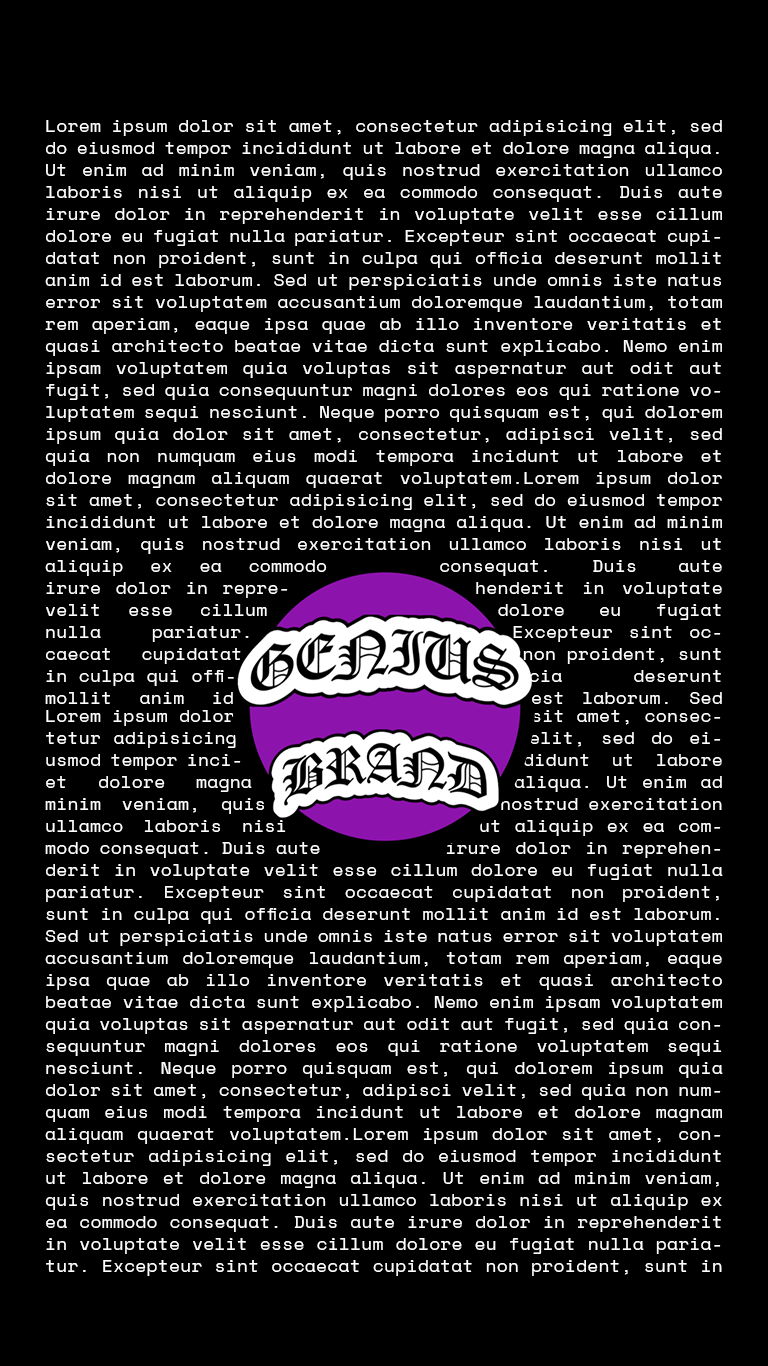 Lorem ipsum dolor sit amet, consectetur adipisicing elit, sed
do eiusmod tempor incididunt ut labore et dolore magna aliqua.
Ut enim ad minim veniam, quis nostrud exercitation ullamco
laboris nisi ut aliquip ex ea commodo consequat. Duis aute
irure dolor in reprehenderit in voluptate velit esse cillum
dolore eu fugiat nulla pariatur. Excepteur sint occaecat cupi-
datat non proident, sunt in culpa qui officia deserunt mollit
anim id est laborum. Sed ut perspiciatis unde omnis iste natus
error sit voluptatem accusantium doloremque laudantium, totam
rem aperiam, eaque ipsa quae ab illo inventore veritatis et
quasi architecto beatae vitae dicta sunt explicabo. Nemo enim
ipsam voluptatem quia voluptas sit aspernatur aut odit aut
fugit, sed quia consequuntur magni dolores eos qui ratione vo-
luptatem sequi nesciunt. Neque porro quisquam est, qui dolorem
ipsum quia dolor sit amet, consectetur, adipisci velit, sed
quia non numquam eius modi tempora incidunt ut labore et
dolore magnam aliquam quaerat voluptatem.Lorem ipsum dolor
sit amet, consectetur adipisicing elit, sed do eiusmod tempor
incididunt ut labore et dolore magna aliqua. Ut enim ad minim
veniam, quis nostrud exercitation ullamco laboris nisi ut
aliquip ex ea commodo consequat. Duis aute
irure dolor in repre- henderit in voluptate
velit esse cillum dolore eu fugiat
nulla pariatur. Excepteur sint oc-
caecat cupidatat non proident, sunt
GENIUS
in culpa qui offi- cia deserunt
mollit anim id est laborum. Sed
Lorem ipsum dolor sit amet, consec-
tetur adipisicing elit, sed do ei-
usmod tempor inci- didunt ut labore
BRAND
et dolore magna aliqua. Ut enim ad
minim veniam, quis nostrud exercitation
ullamco laboris nisi ut aliquip ex ea com-
modo consequat. Duis aute irure dolor in reprehen-
derit in voluptate velit esse cillum dolore eu fugiat nulla
pariatur. Excepteur sint occaecat cupidatat non proident,
sunt in culpa qui officia deserunt mollit anim id est laborum.
Sed ut perspiciatis unde omnis iste natus error sit voluptatem
accusantium doloremque laudantium, totam rem aperiam, eaque
ipsa quae ab illo inventore veritatis et quasi architecto
beatae vitae dicta sunt explicabo. Nemo enim ipsam voluptatem
quia voluptas sit aspernatur aut odit aut fugit, sed quia con-
sequuntur magni dolores eos qui ratione voluptatem sequi
nesciunt. Neque porro quisquam est, qui dolorem ipsum quia
dolor sit amet, consectetur, adipisci velit, sed quia non num-
quam eius modi tempora incidunt ut labore et dolore magnam
aliquam quaerat voluptatem.Lorem ipsum dolor sit amet, con-
sectetur adipisicing elit, sed do eiusmod tempor incididunt
ut labore et dolore magna aliqua. Ut enim ad minim veniam,
quis nostrud exercitation ullamco laboris nisi ut aliquip ex
ea commodo consequat. Duis aute irure dolor in reprehenderit
in voluptate velit esse cillum dolore eu fugiat nulla paria-
tur. Excepteur sint occaecat cupidatat non proident, sunt in